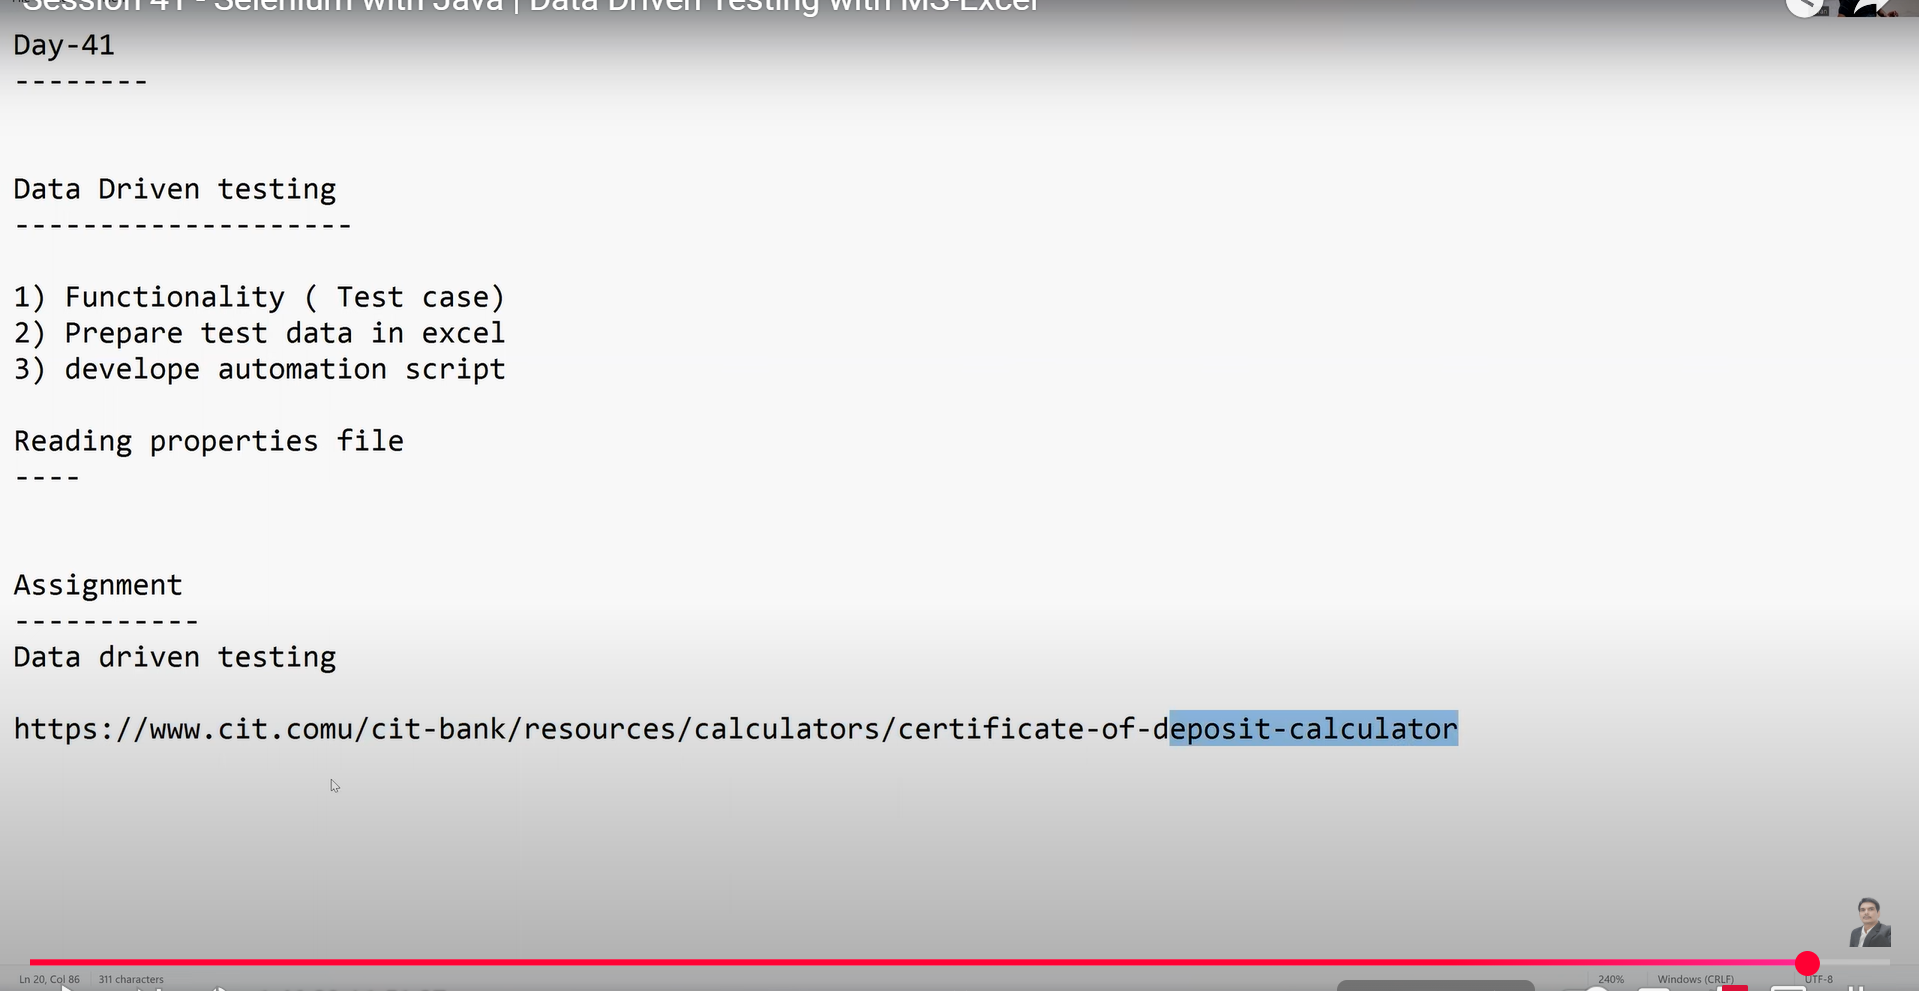 Session 41 - Selenium with Java | Data Driven Testing with MS-Excel
Day-41
--------
Data Driven testing
--------------------
1) Functionality ( Test case)
2) Prepare test data in excel
3) develope automation script
Reading properties file
----
Assignment
-----------
Data driven testing
https://www.cit.comu/cit-bank/resources/calculators/certificate-of-deposit-calculator
Ln 20, Col 86 311 characters 240% Windows (CRLF) UTF-8